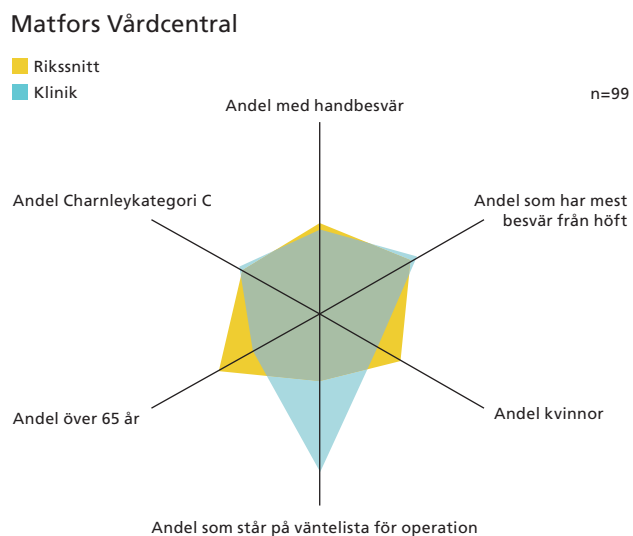 Matfors Vårdcentral
Rikssnitt
Klinik
n=99
Andel med handbesvär
Andel Charnleykategori C
Andel som har mest
besvär från höft
Andel över 65 år
Andel kvinnor
Andel som står på väntelista för operation